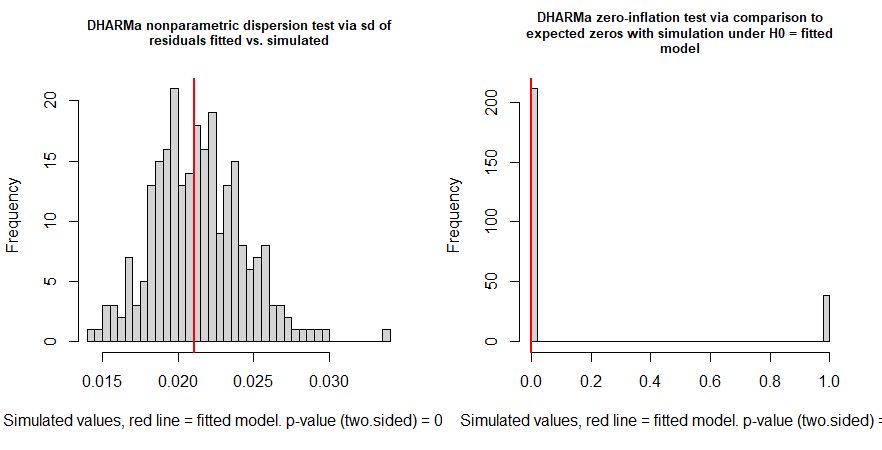 DHARMa nonparametric dispersion test via sd of
residuals fitted vs. simulated
Frequency
0
5
10
15
20
0.015 0.020 0.025 0.030
Simulated values, red line = fitted model. p-value (two.sided) = 0
DHARMa zero-inflation test via comparison to
expected zeros with simulation under H0 = fitted
model
Frequency
0
50
100
150
200
0.0 0.2 0.4 0.6 0.8 1.0
Simulated values, red line = fitted model. p-value (two.sided) =